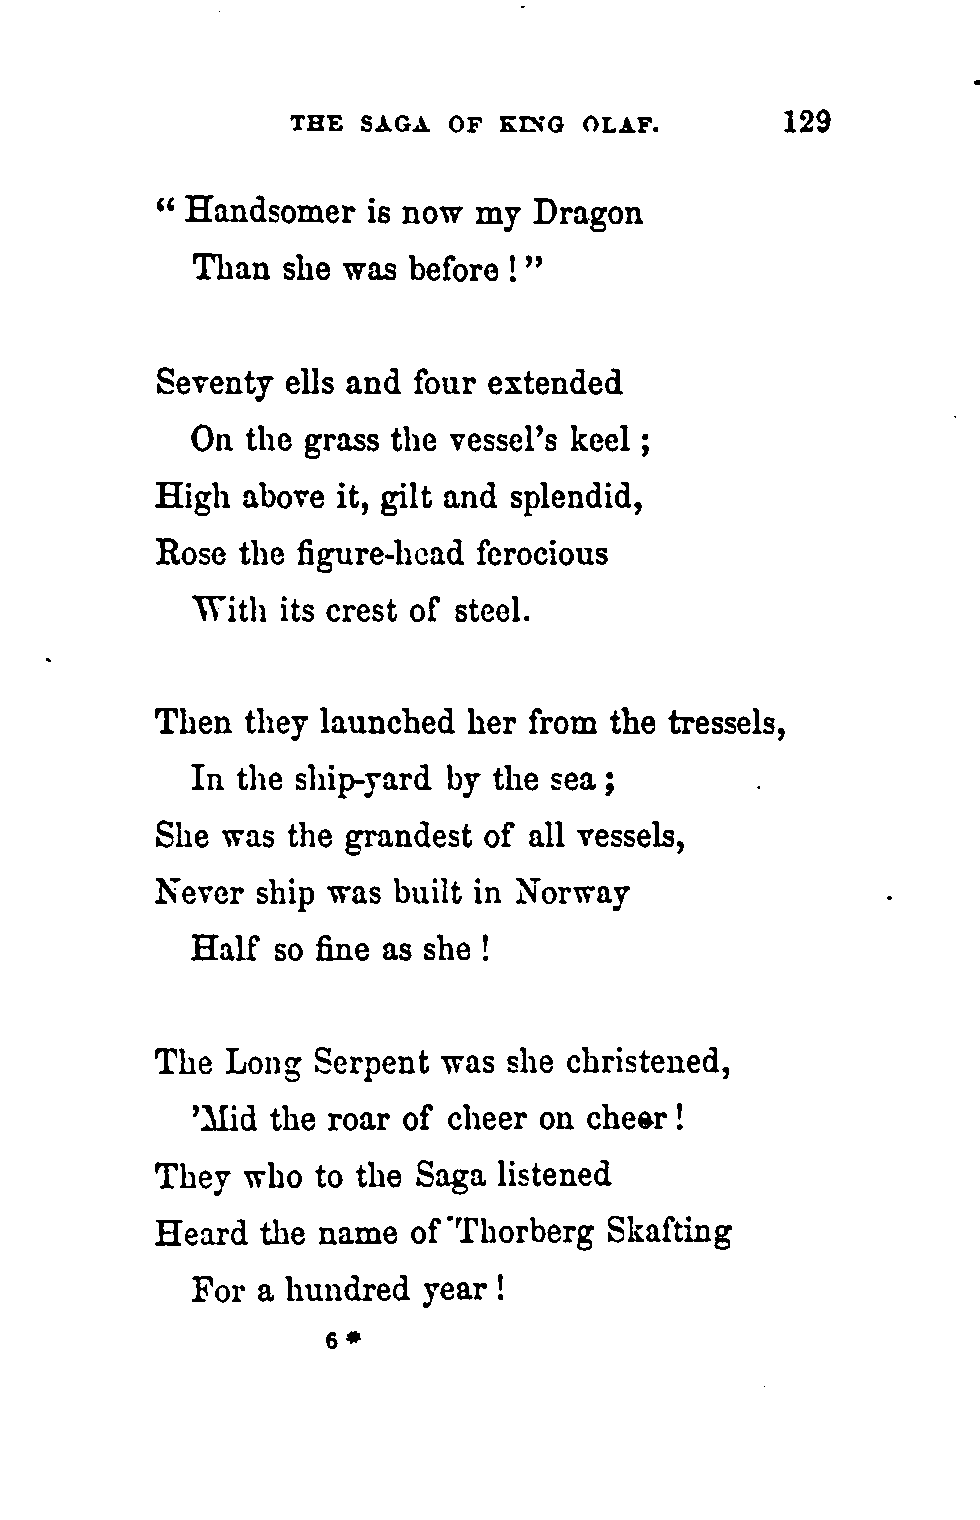 THE SAGA OF KING OLAF. 129
“ Handsomer is now my Dragon
Than she was before ! ”
Seventy ells and four extended
On the grass the vessel’s keel ;
High above it, gilt and splendid,
Rose the figure-head ferocious
With its crest of steel.
Then they launched her from the tressels,
In the ship-yard by the sea ;
She was the grandest of all vessels,
Never ship was built in Norway
Half so fine as she !
The Long Serpent was she christened,
’Mid the roar of cheer on cheer !
They who to the Saga listened
Heard the name of Thorberg Skafting
For a hundred year !
6 *